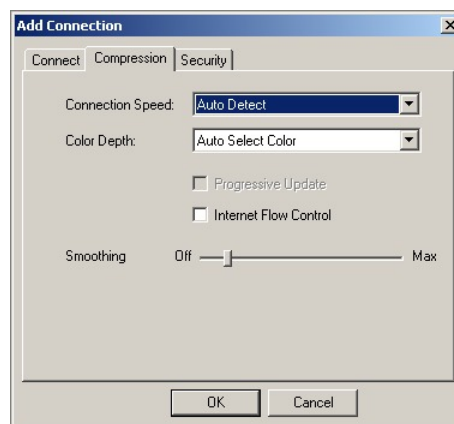 Add Connection
Connect Compression Security
Connection Speed: Auto Detect
Color Depth: Auto Select Color
Progressive Update
Internet Flow Control
Smoothing Off Max
OK Cancel